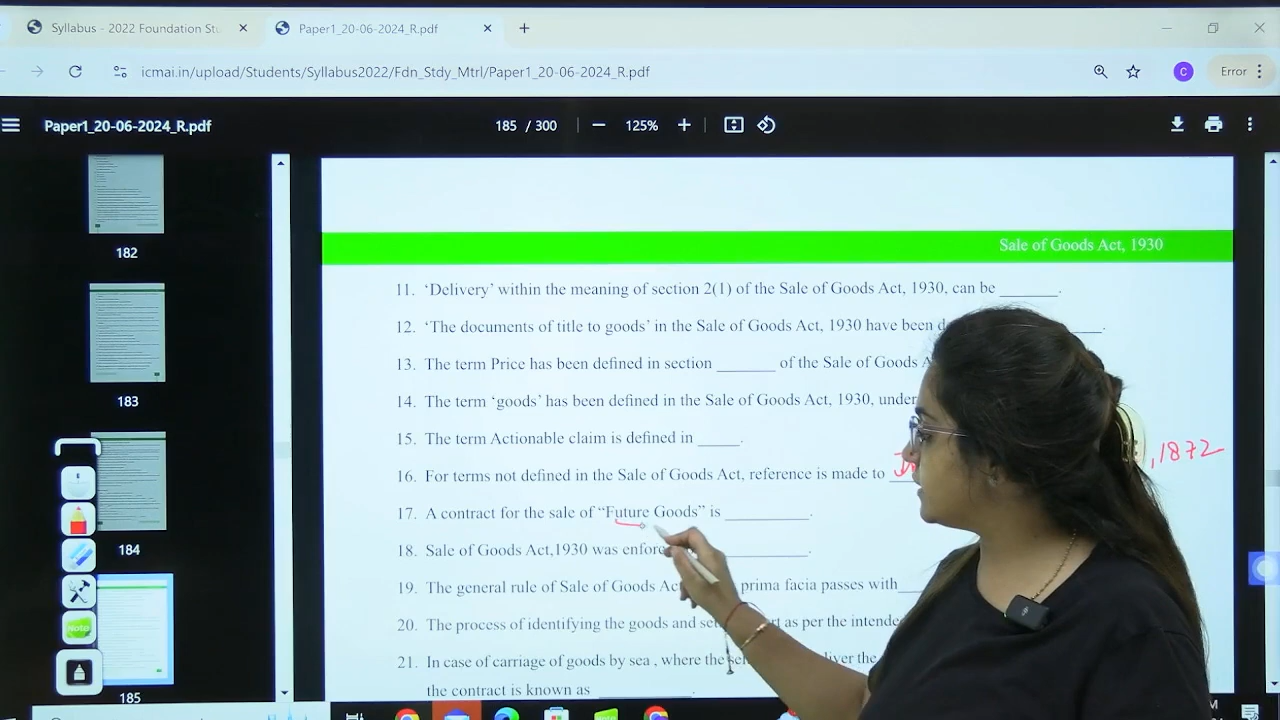 Syllabus - 2022 Foundation Stu
Paper1_20-06-2024_R.pdf
icmai.in/upload/Students/Syllabus2022/Fdn_Stdy_Mtrl/Paper1_20-06-2024_R.pdf
C
Error
Paper1_20-06-2024_R.pdf
185 / 300
125%
182
183
184
185
Note
Sale of Goods Act, 1930
11. ‘Delivery’ within the meaning of section 2(1) of the Sale of Goods Act, 1930, can be ______.
12. ‘The documents of title to goods’ in the Sale of Goods Act, 1930 have been d ______.
13. The term Price has been defined in section ______ of the Sale of Goods A
14. The term ‘goods’ has been defined in the Sale of Goods Act, 1930, under
15. The term Actionable claim is defined in _____.
16. For terms not defined in the Sale of Goods Act, reference is made to
, 1872
17. A contract for the sale of “Future Goods” is __________
18. Sale of Goods Act,1930 was enforc __________.
19. The general rule of Sale of Goods Act prima facia passes with____
20. The process of identifying the goods and set as per the intende
21. In case of carriage of goods by sea , where the sel liver the
the contract is known as ___________.